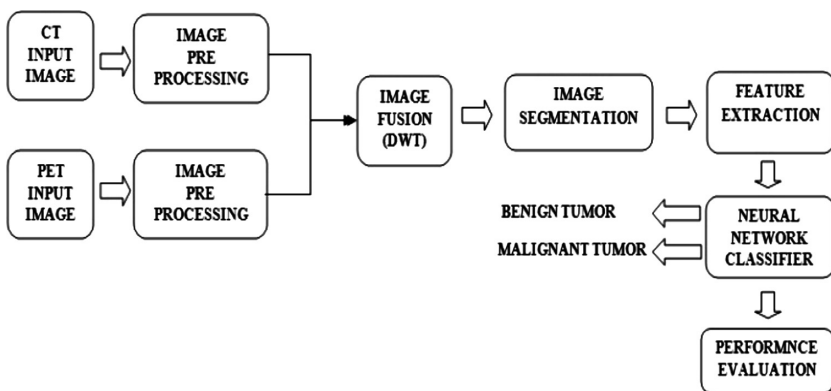 CT
INPUT
IMAGE
IMAGE
PRE
PROCESSING
PET
INPUT
IMAGE
IMAGE
PRE
PROCESSING
IMAGE
FUSION
(DWT)
IMAGE
SEGMENTATION
FEATURE
EXTRACTION
NEURAL
NETWORK
CLASSIFIER
BENIGN TUMOR
MALIGNANT TUMOR
PERFORMNCE
EVALUATION